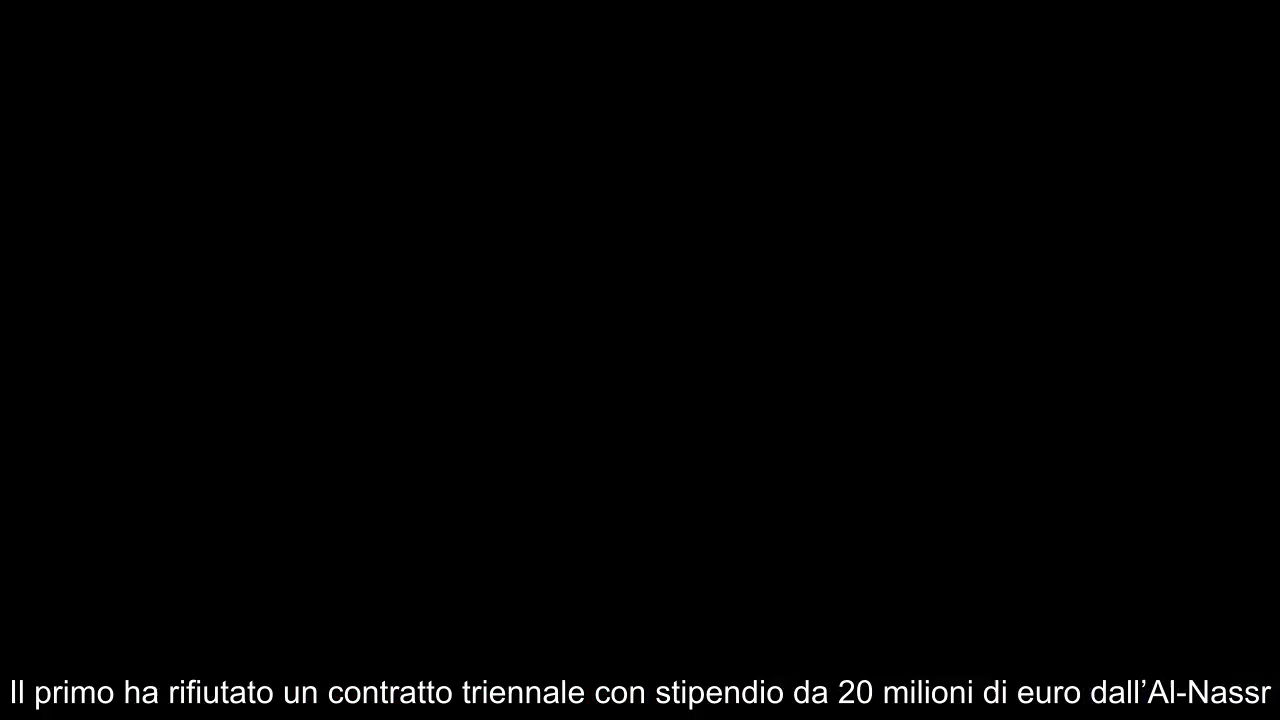 Il primo ha rifiutato un contratto triennale con stipendio da 20 milioni di euro dall’Al-Nassr